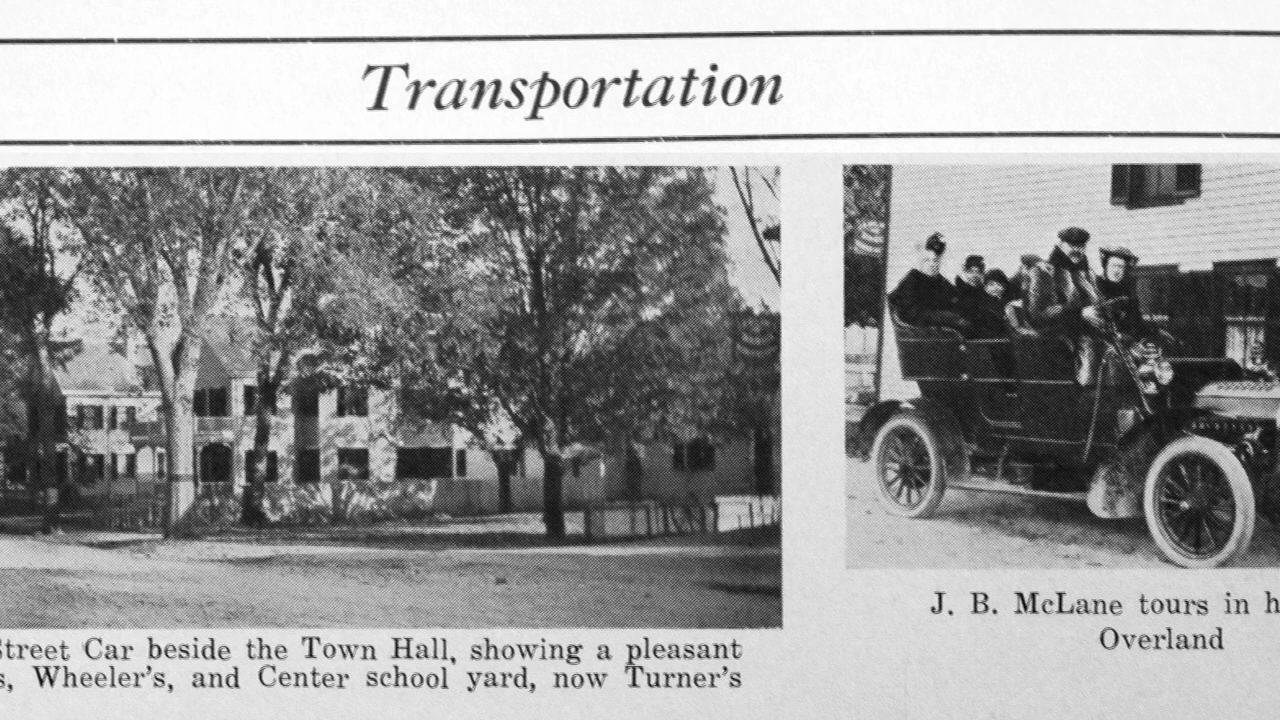 Transportation
Street Car beside the Town Hall, showing a pleasant
Wheeler's, and Center school yard, now Turner's
J. B. McLane tours in
Overland